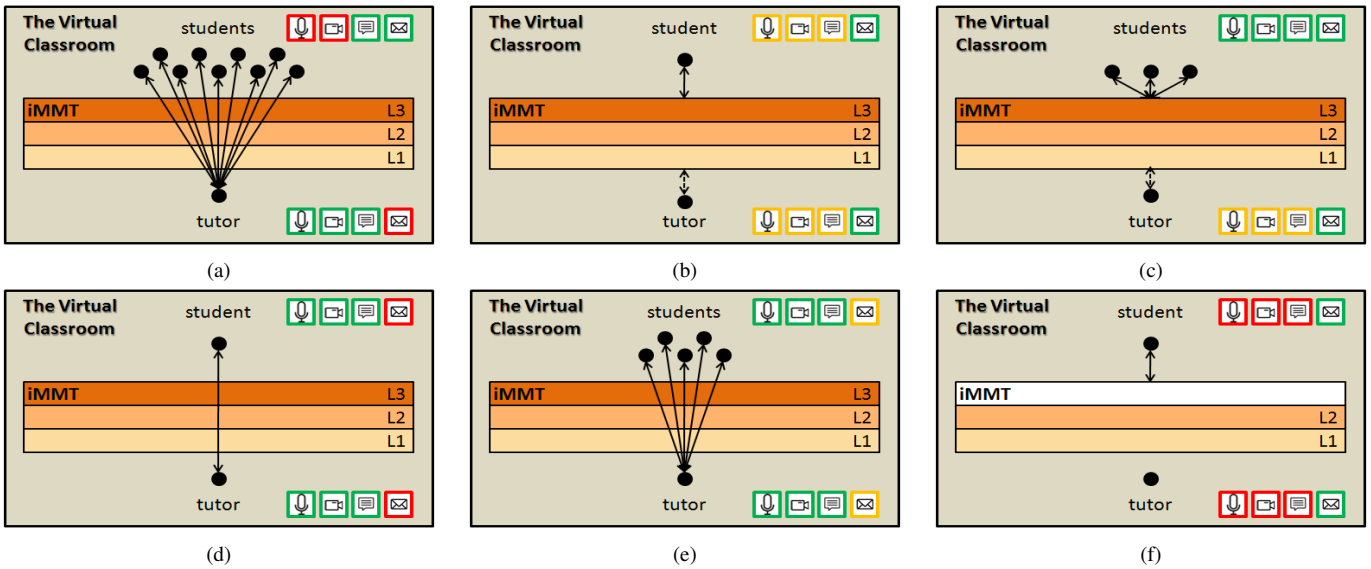 The Virtual
Classroom
students
iMMT
L3
L2
L1
tutor
(a)
The Virtual
Classroom
student
iMMT
L3
L2
L1
tutor
(b)
The Virtual
Classroom
students
iMMT
L3
L2
L1
tutor
(c)
The Virtual
Classroom
student
iMMT
L3
L2
L1
tutor
(d)
The Virtual
Classroom
students
iMMT
L3
L2
L1
tutor
(e)
The Virtual
Classroom
student
iMMT
L2
L1
tutor
(f)